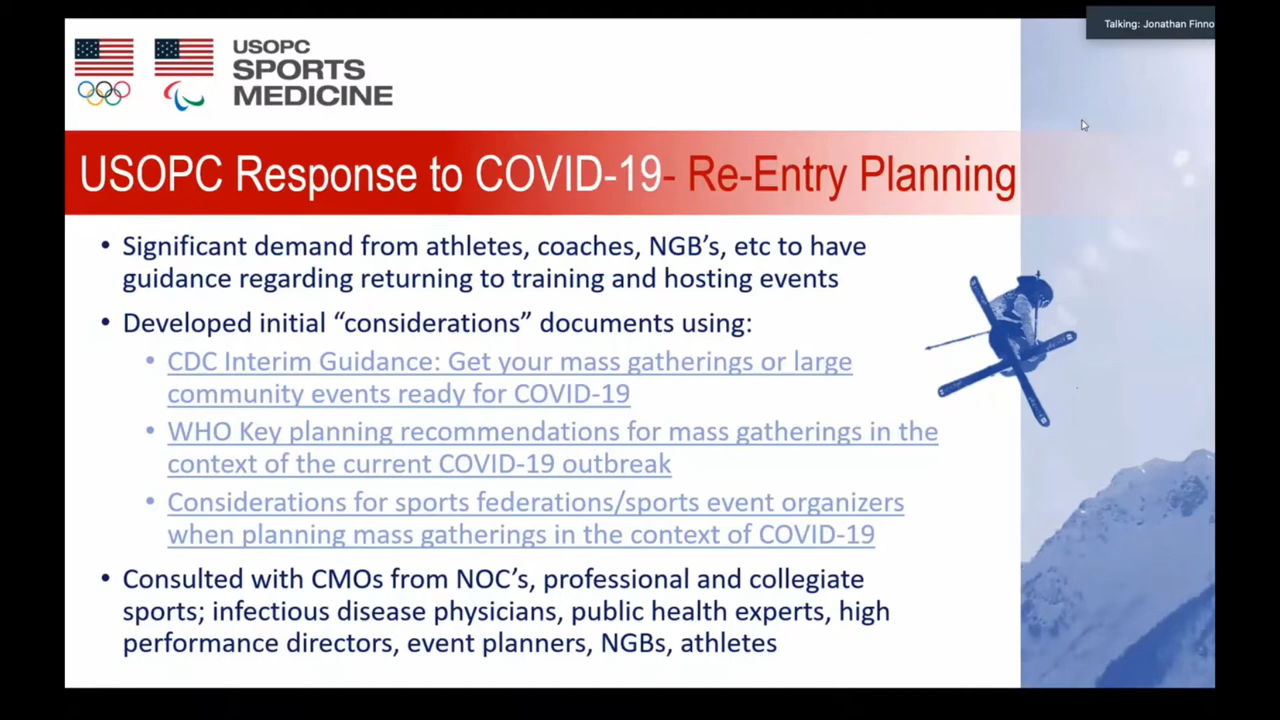 Talking: Jonathan Finno
USOPC
SPORTS
MEDICINE
USOPC Response to COVID-19- Re-Entry Planning
• Significant demand from athletes, coaches, NGB’s, etc to have
guidance regarding returning to training and hosting events
• Developed initial “considerations” documents using:
• CDC Interim Guidance: Get your mass gatherings or large
community events ready for COVID-19
• WHO Key planning recommendations for mass gatherings in the
context of the current COVID-19 outbreak
• Considerations for sports federations/sports event organizers
when planning mass gatherings in the context of COVID-19
• Consulted with CMOs from NOC’s, professional and collegiate
sports; infectious disease physicians, public health experts, high
performance directors, event planners, NGBs, athletes